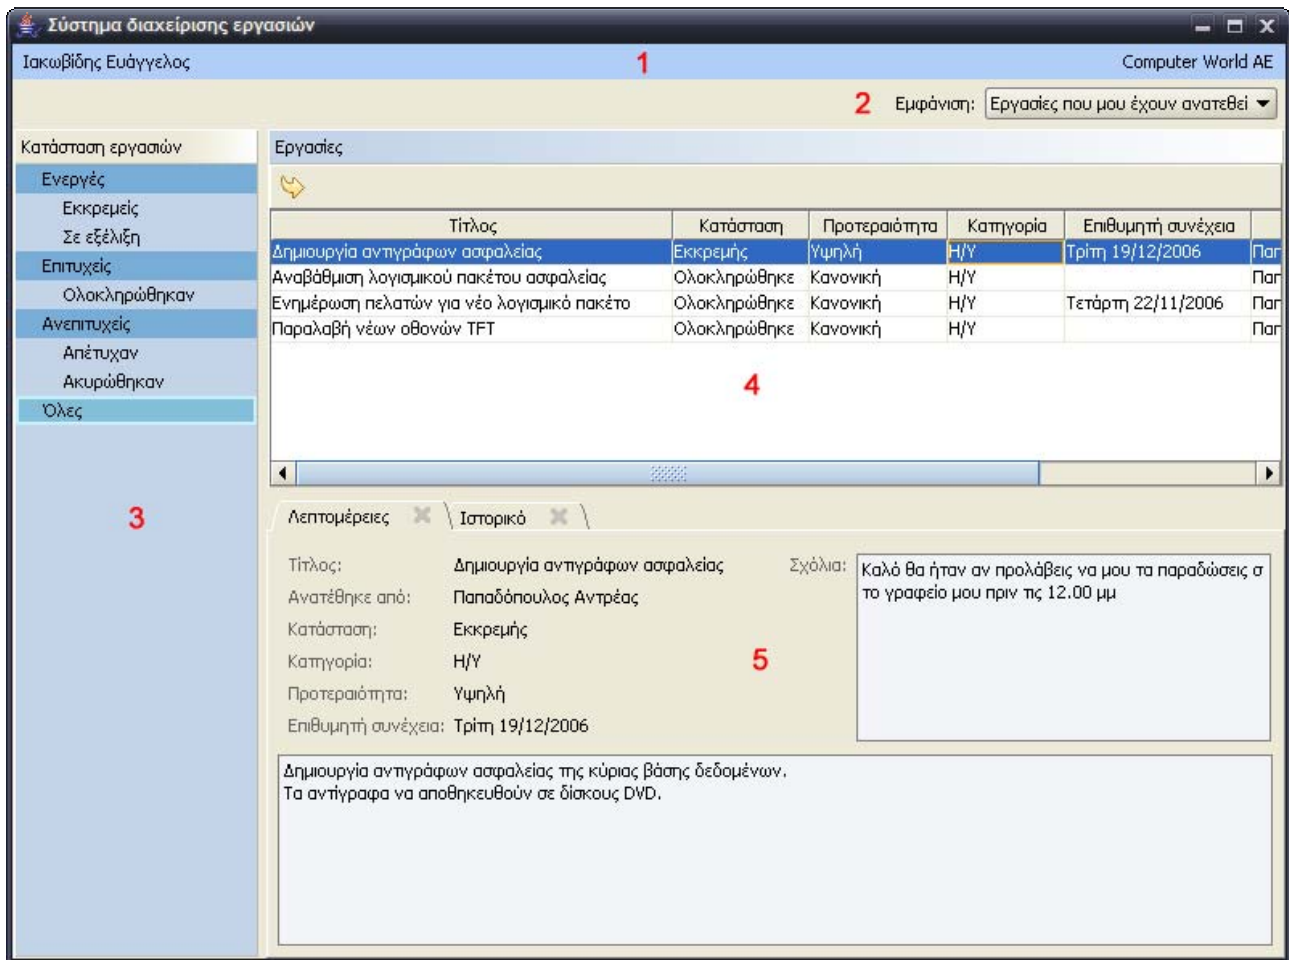 Σύστημα διαχείρισης εργασιών
Ιακωβίδης Ευάγγελος 1 Computer World AE
2 Εμφάνιση: Εργασίες που μου έχουν ανατεθεί
Κατάσταση εργασιών
Ενεργές
Εκκρεμείς
Σε εξέλιξη
Επιτυχείς
Ολοκληρώθηκαν
Ανεπιτυχείς
Απέτυχαν
Ακυρώθηκαν
Όλες
3
Εργασίες
Τίτλος Κατάσταση Προτεραιότητα Κατηγορία Επιθυμητή συνέχεια
Δημιουργία αντιγράφων ασφαλείας Εκκρεμής Υψηλή Η/Υ Τρίτη 19/12/2006 Παπ
Αναβάθμιση λογισμικού πακέτου ασφαλείας Ολοκληρώθηκε Κανονική Η/Υ Παπ
Ενημέρωση πελατών για νέο λογισμικό πακέτο Ολοκληρώθηκε Κανονική Η/Υ Τετάρτη 22/11/2006 Παπ
Παραλαβή νέων οθονών TFT Ολοκληρώθηκε Κανονική Η/Υ Παπ
4
Λεπτομέρειες Ιστορικό
Τίτλος: Δημιουργία αντιγράφων ασφαλείας
Ανατέθηκε από: Παπαδόπουλος Αντρέας
Κατάσταση: Εκκρεμής
Κατηγορία: Η/Υ
Προτεραιότητα: Υψηλή
Επιθυμητή συνέχεια: Τρίτη 19/12/2006
5
Σχόλια: Καλό θα ήταν αν προλάβεις να μου τα παραδώσεις σ
το γραφείο μου πριν τις 12.00 μμ
Δημιουργία αντιγράφων ασφαλείας της κύριας βάσης δεδομένων.
Τα αντίγραφα να αποθηκευθούν σε δίσκους DVD.